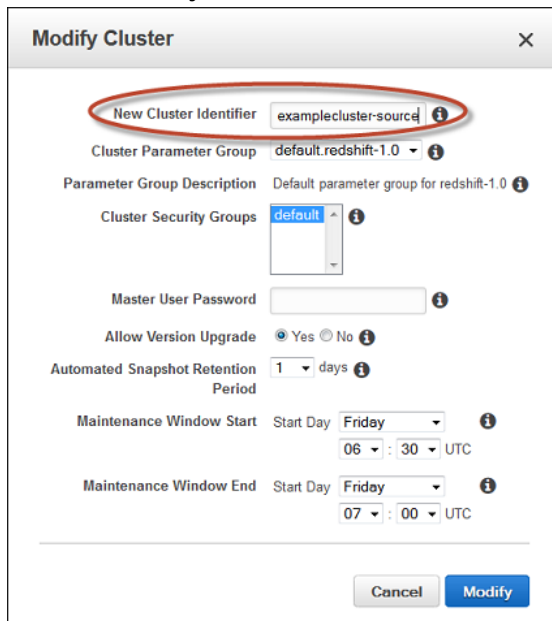 Modify Cluster
New Cluster Identifier examplecluster-source
Cluster Parameter Group default.redshift-1.0
Parameter Group Description Default parameter group for redshift-1.0
Cluster Security Groups default
Master User Password
Allow Version Upgrade Yes No
Automated Snapshot Retention 1 days
Period
Maintenance Window Start Start Day Friday
06 : 30 UTC
Maintenance Window End Start Day Friday
07 : 00 UTC
Cancel Modify